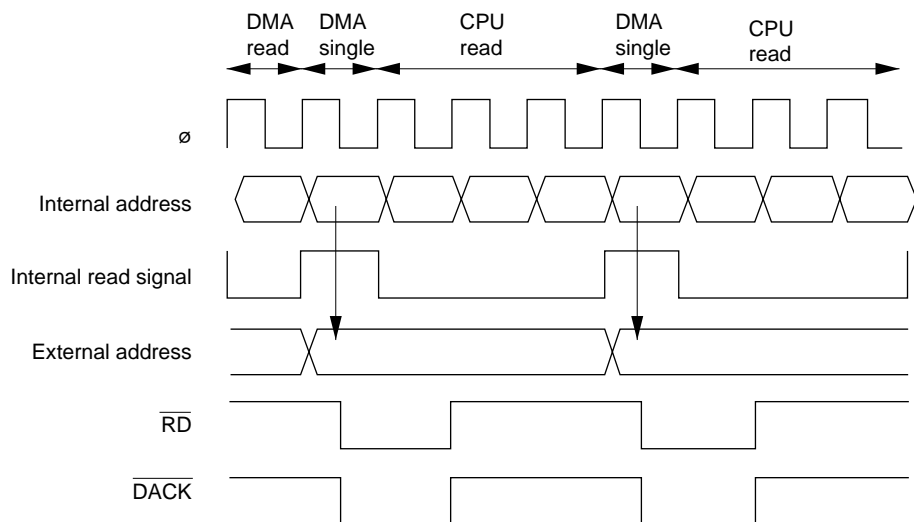 DMA read
DMA single
CPU read
DMA single
CPU read
ø
Internal address
Internal read signal
External address
RD
DACK